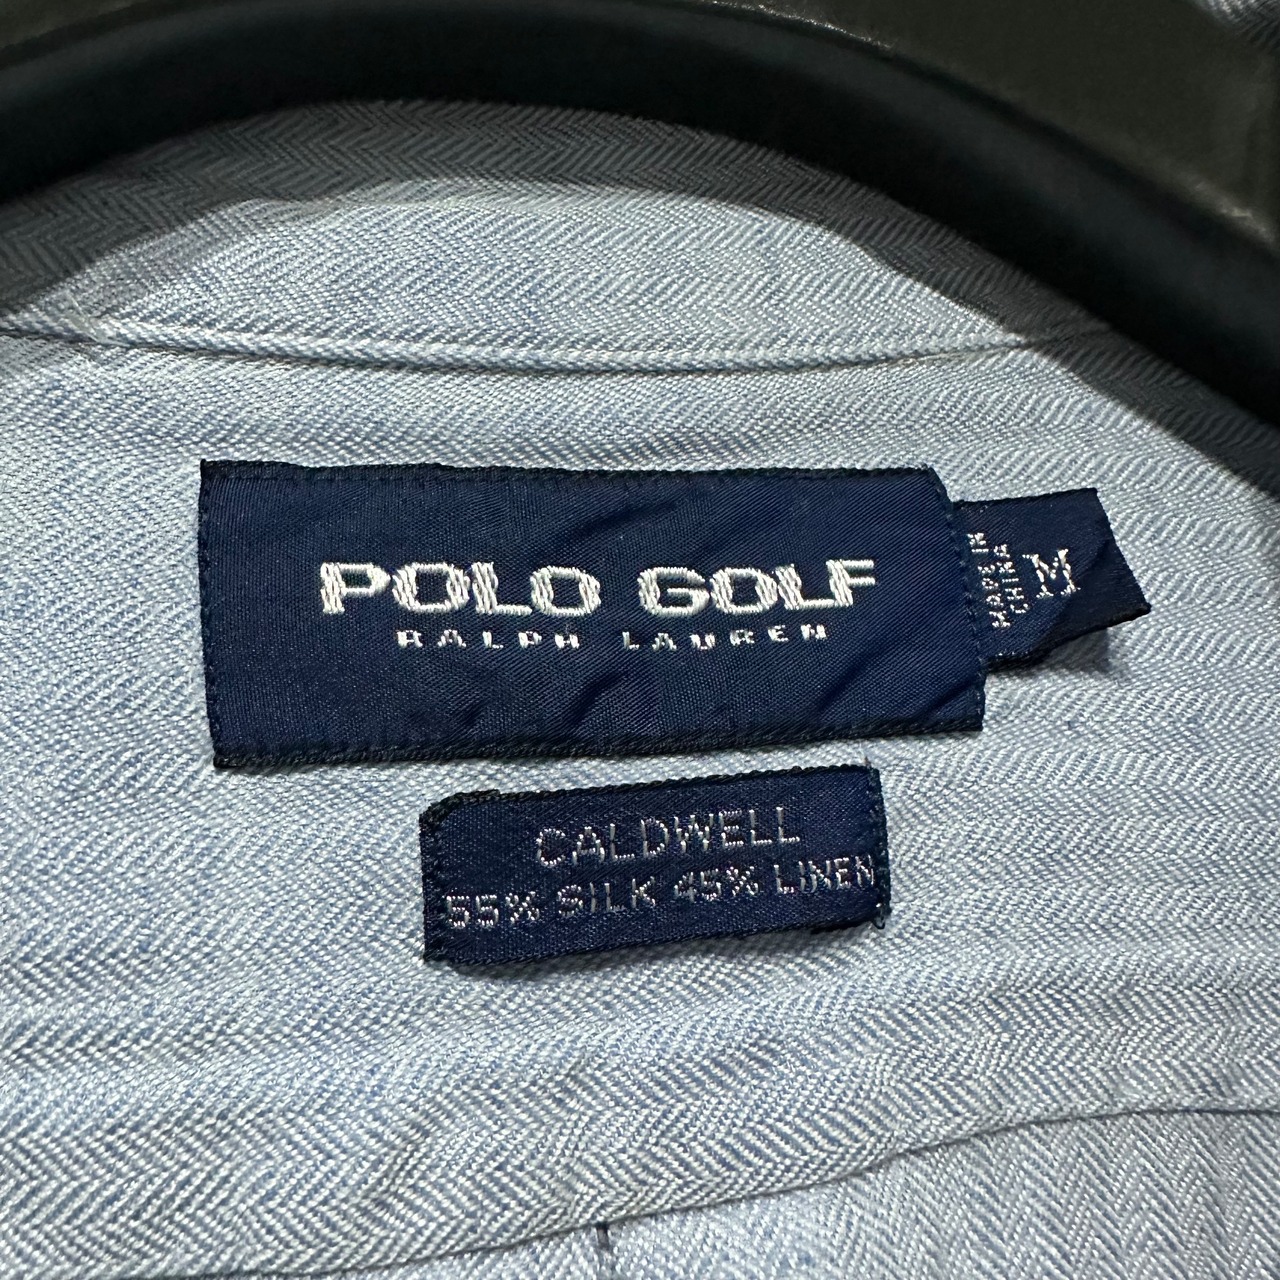 POLO GOLF
RALPH LAUREN
MADE IN
CHINA
M
CALDWELL
55% SILK 45% LINEN